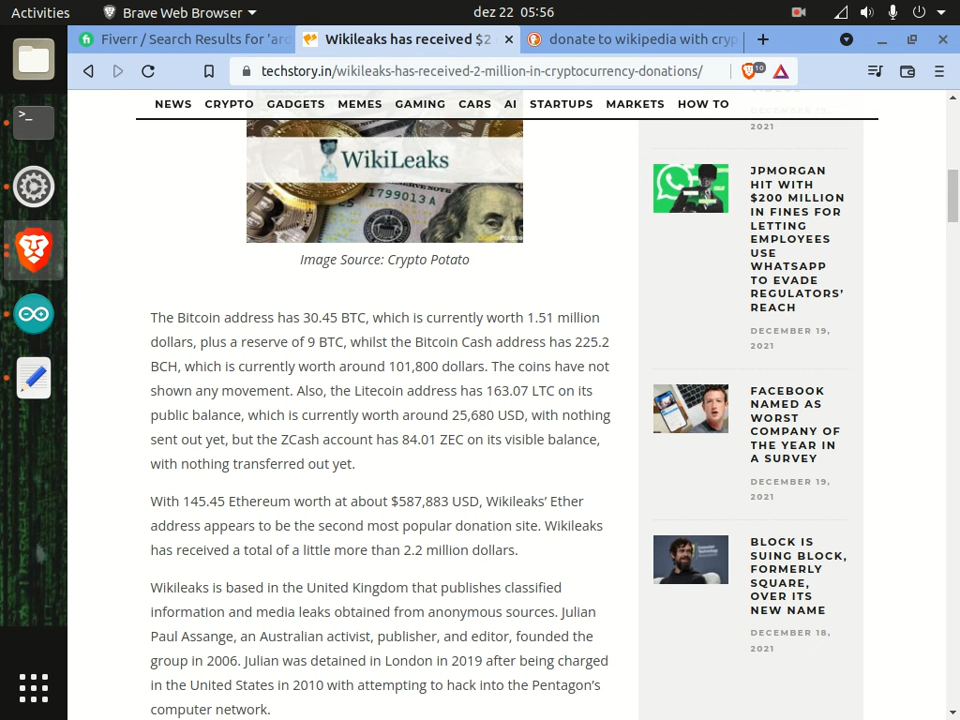 Activities
Brave Web Browser
dez 22 05:56
Fiverr / Search Results for 'ard
Wikileaks has received $2
donate to wikipedia with cryp
techstory.in/wikileaks-has-received-2-million-in-cryptocurrency-donations/
10
NEWS CRYPTO GADGETS MEMES GAMING CARS AI STARTUPS MARKETS HOW TO
WikiLeaks
Image Source: Crypto Potato
The Bitcoin address has 30.45 BTC, which is currently worth 1.51 million
dollars, plus a reserve of 9 BTC, whilst the Bitcoin Cash address has 225.2
BCH, which is currently worth around 101,800 dollars. The coins have not
shown any movement. Also, the Litecoin address has 163.07 LTC on its
public balance, which is currently worth around 25,680 USD, with nothing
sent out yet, but the ZCash account has 84.01 ZEC on its visible balance,
with nothing transferred out yet.
With 145.45 Ethereum worth at about $587,883 USD, Wikileaks' Ether
address appears to be the second most popular donation site. Wikileaks
has received a total of a little more than 2.2 million dollars.
Wikileaks is based in the United Kingdom that publishes classified
information and media leaks obtained from anonymous sources. Julian
Paul Assange, an Australian activist, publisher, and editor, founded the
group in 2006. Julian was detained in London in 2019 after being charged
in the United States in 2010 with attempting to hack into the Pentagon's
computer network.
2021
JPMORGAN
HIT WITH
$200 MILLION
IN FINES FOR
LETTING
EMPLOYEES
USE
WHATSAPP
TO EVADE
REGULATORS'
REACH
DECEMBER 19,
2021
FACEBOOK
NAMED AS
WORST
COMPANY OF
THE YEAR IN
A SURVEY
DECEMBER 19,
2021
BLOCK IS
SUING BLOCK,
FORMERLY
SQUARE,
OVER ITS
NEW NAME
DECEMBER 18,
2021